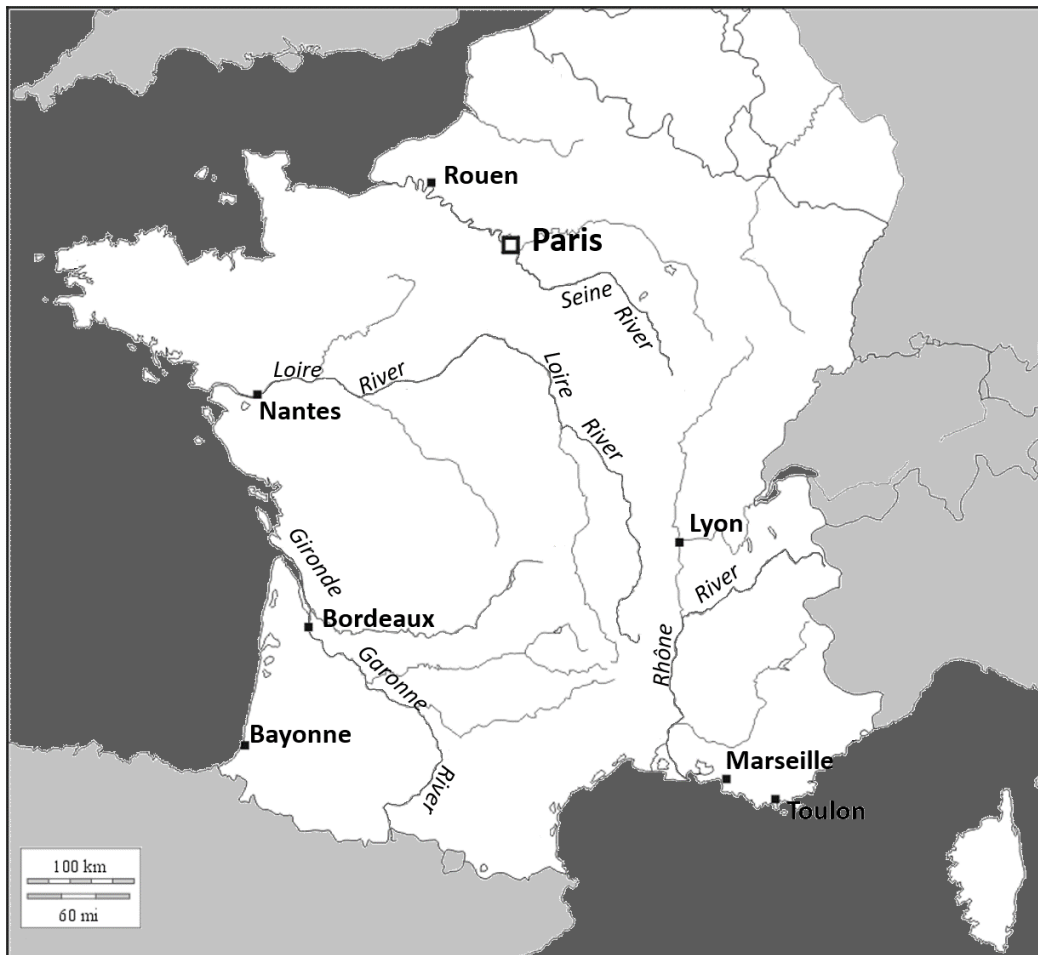 Rouen
Paris
Seine
River
Loire
River
Loire
River
Nantes
Lyon
River
Gironde
Bordeaux
Rhône
Garonne
River
Bayonne
Marseille
Toulon
100 km
60 mi